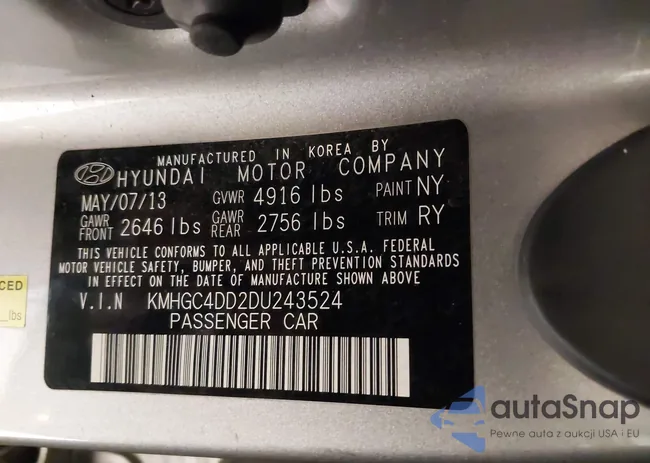 MANUFACTURED IN KOREA BY
HYUNDAI MOTOR COMPANY
MAY/07/13 GVWR 4916 lbs PAINT NY
GAWR FRONT 2646 lbs GAWR REAR 2756 lbs TRIM RY
THIS VEHICLE CONFORMS TO ALL APPLICABLE U.S.A. FEDERAL
MOTOR VEHICLE SAFETY, BUMPER, AND THEFT PREVENTION STANDARDS
IN EFFECT ON THE DATE OF MANUFACTURE SHOWN ABOVE
V.I.N KMHGC4DD2DU243524
PASSENGER CAR
CED
lbs
autaSnap
Pewne auta z aukcji USA i EU